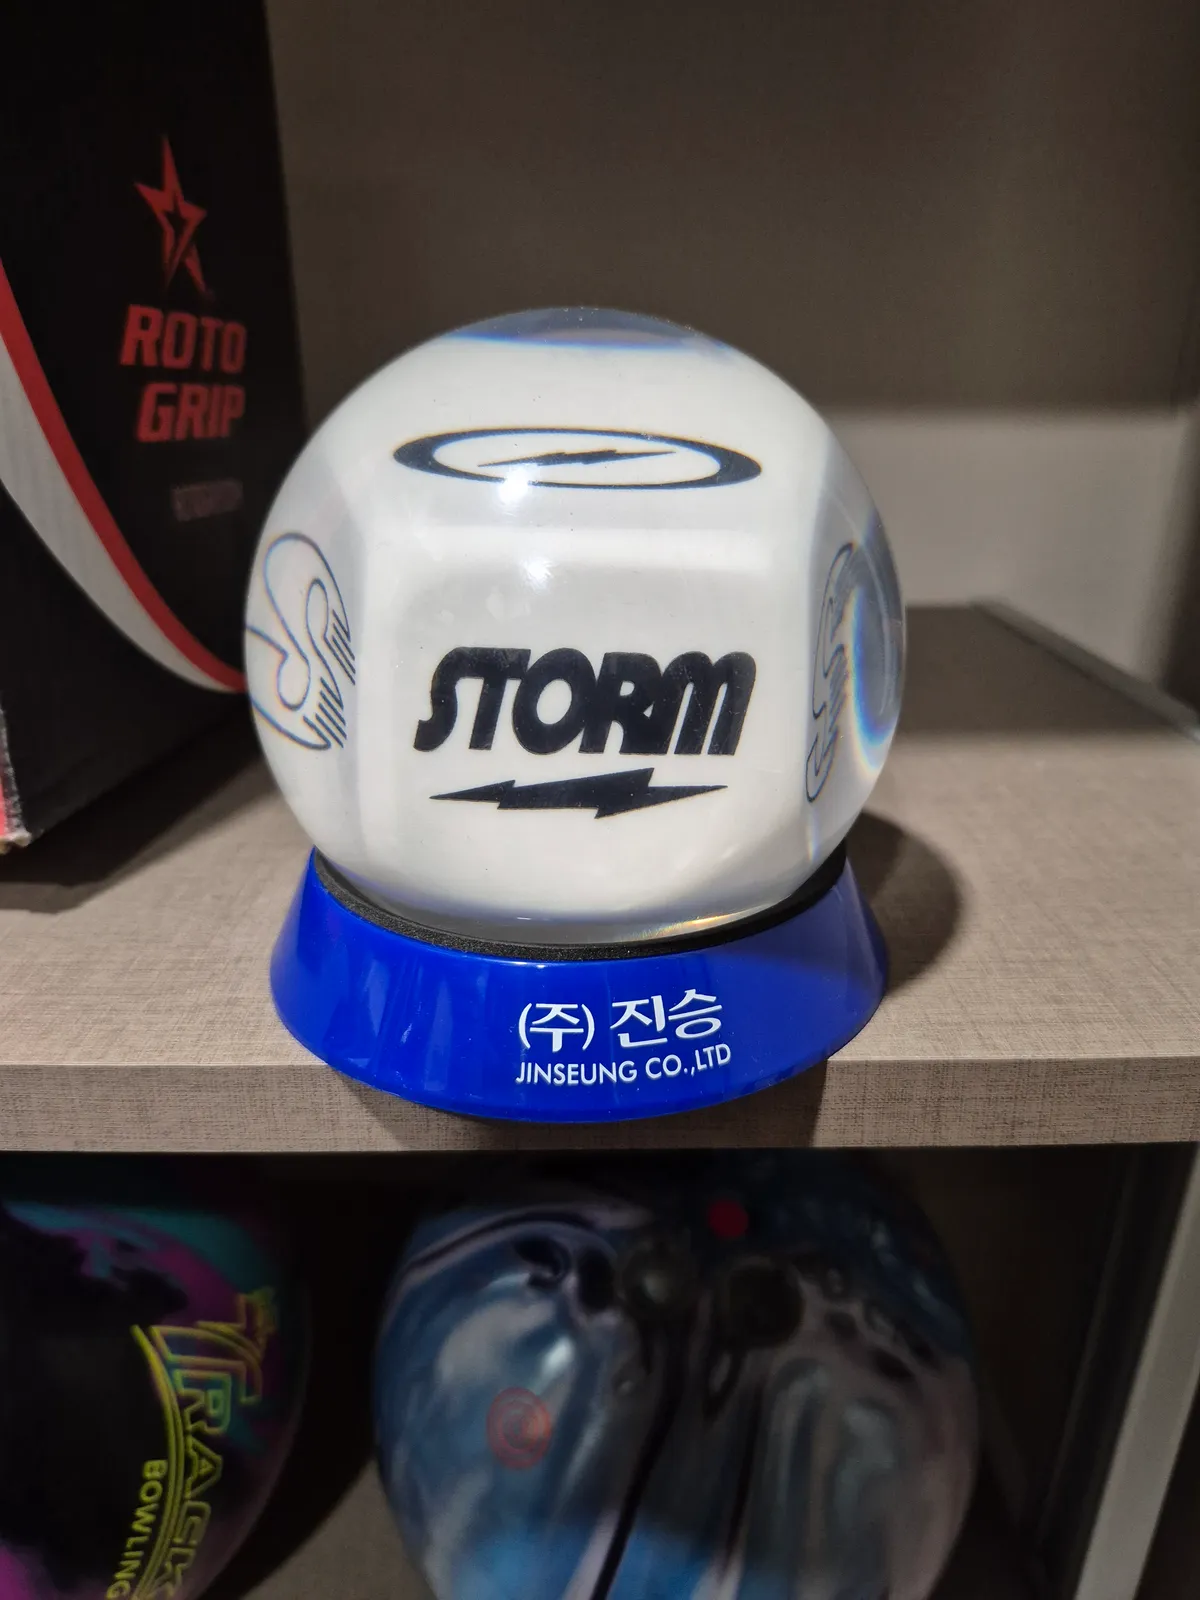 ROTO
GRIP
STORM
(주) 진승
JINSEUNG CO.,LTD
TRACK
BOWLING